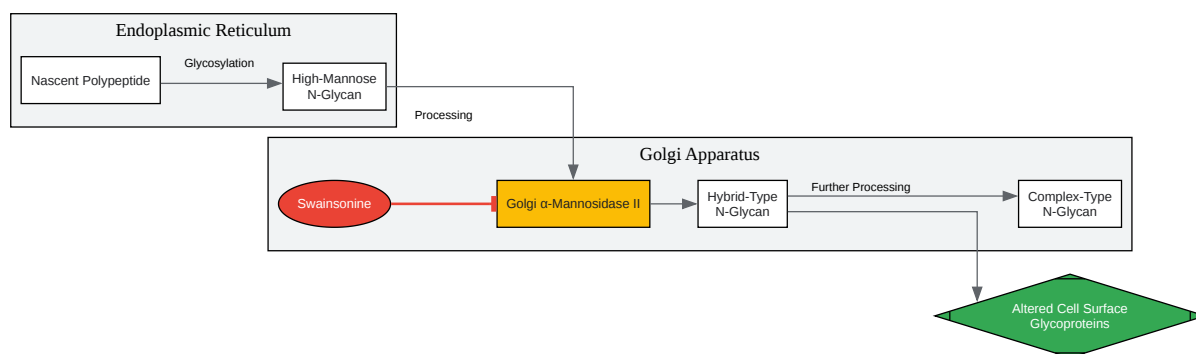 Endoplasmic Reticulum
Nascent Polypeptide
Glycosylation
High-Mannose
N-Glycan
Processing
Golgi Apparatus
Swainsonine
Golgi α-Mannosidase II
Hybrid-Type
N-Glycan
Further Processing
Complex-Type
N-Glycan
Altered Cell Surface
Glycoproteins